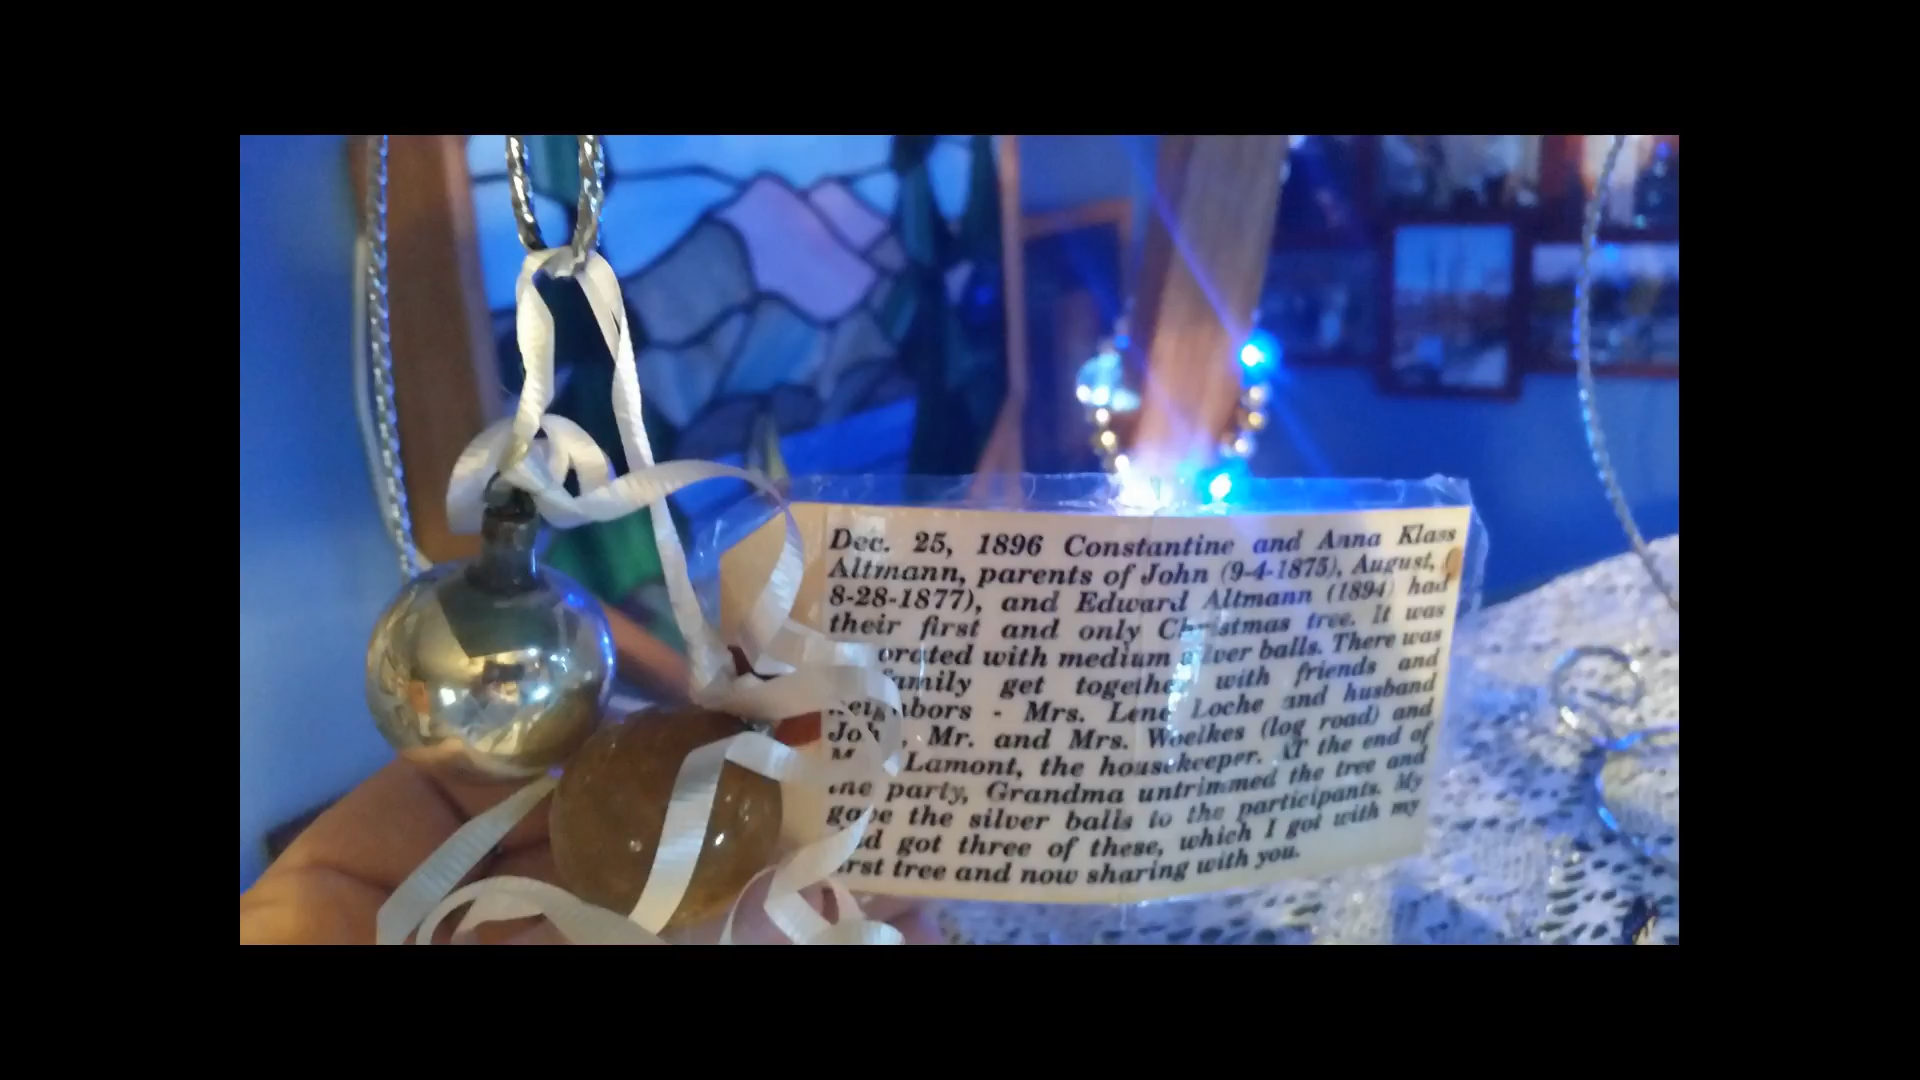 Dec. 25, 1896 Constantine and Anna Klass
Altmann, parents of John (9-4-1875), August,
8-28-1877), and Edward Altmann (1894) had
their first and only Christmas tree. It was
orated with medium silver balls. There was
family get together with friends and
neighbors - Mrs. Lene Loche and husband
John, Mr. and Mrs. Woelkes (log road) and
Lamont, the housekeeper. AT the end of
the party, Grandma untrimmed the tree and
gave the silver balls to the participants. My
got three of these, which I got with my
first tree and now sharing with you.